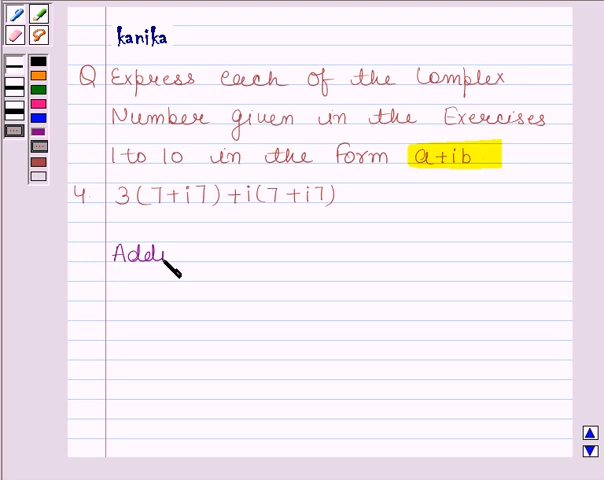 kanika
Q Express each of the Complex
Number given in the Exercises
1 to 10 in the form a+ib
4. 3(7+i7)+i(7+i7)
Addi